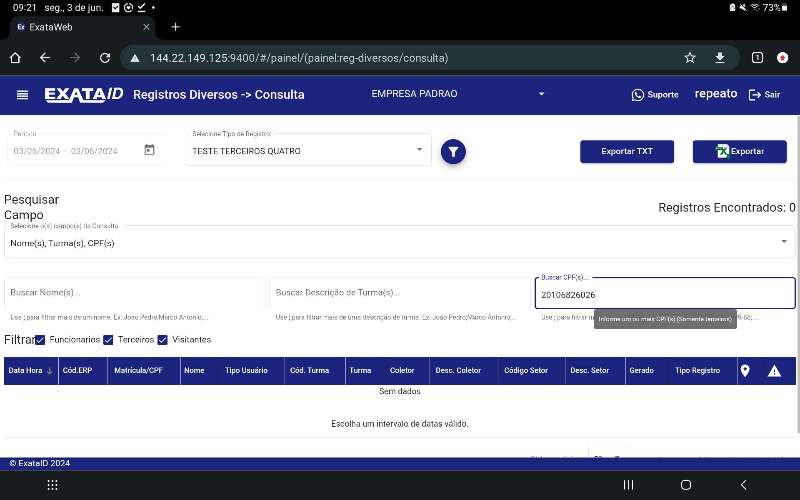 09:21 seg., 3 de jun.
73%
ExataWeb
144.22.149.125:9400/#/painel/(painel:reg-diversos/consulta)
1
EXATAID Registros Diversos -> Consulta
EMPRESA PADRAO
Suporte
repeato
Sair
Período
03/06/2024 – 03/06/2024
Selecione Tipo de Registro:
TESTE TERCEIROS QUATRO
Exportar TXT
Exportar
Pesquisar
Campo
Registros Encontrados: 0
Selecione o(s) campo(s) da Consulta
Nome(s), Turma(s), CPF(s)
Buscar Nome(s)...
Buscar Descrição de Turma(s)...
Buscar CPF(s)...
20106826026
Use ; para filtrar mais de um nome. Ex: João Pedro;Marco Antonio;...
Use ; para filtrar mais de uma descrição de turma. Ex: João Pedro;Marco Antonio;...
Use ; para filtrar
Informe um ou mais CPF(s) (Somente terceiros)
Filtrar
Funcionarios
Terceiros
Visitantes
Data Hora ↓ Cód.ERP Matrícula/CPF Nome Tipo Usuário Cód. Turma Turma Coletor Desc. Coletor Código Setor Desc. Setor Gerado Tipo Registro
Sem dados
Escolha um intervalo de datas válido.
© ExataID 2024